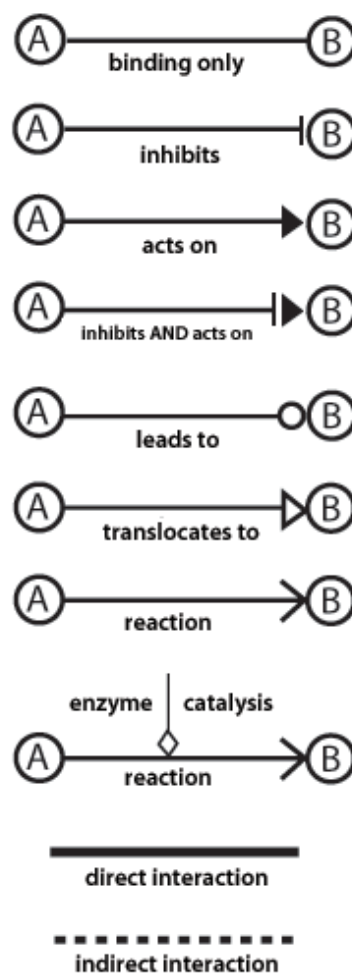 A B
binding only
A B
inhibits
A B
acts on
A B
inhibits AND acts on
A B
leads to
A B
translocates to
A B
reaction
enzyme catalysis
A B
reaction
direct interaction
indirect interaction